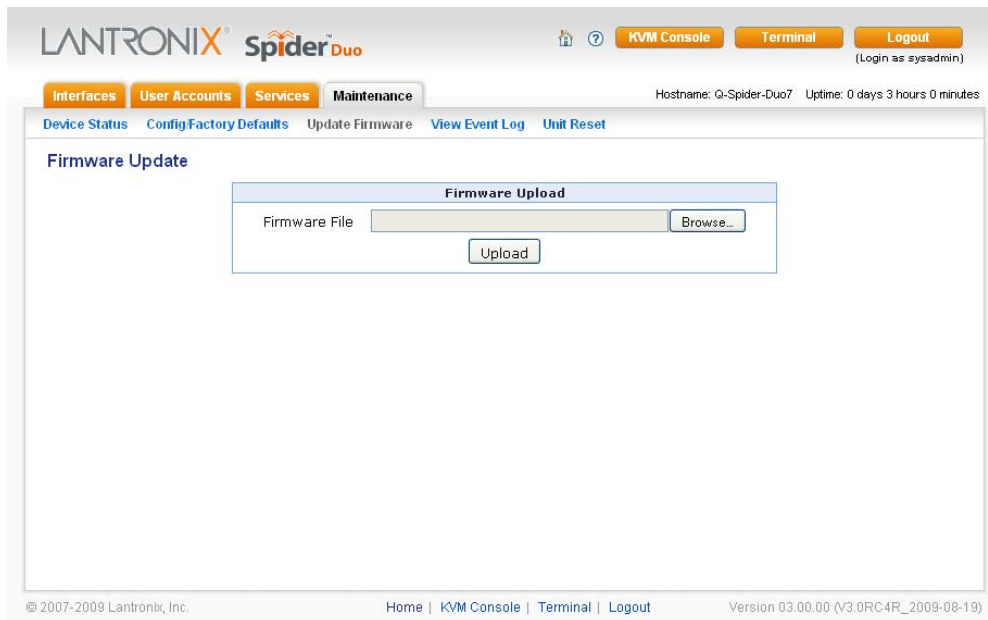 LANTRONIX® Spider™ Duo
KVM Console Terminal Logout
(Login as sysadmin)
Interfaces User Accounts Services Maintenance Hostname: Q-Spider-Duo7 Uptime: 0 days 3 hours 0 minutes
Device Status Config/Factory Defaults Update Firmware View Event Log Unit Reset
Firmware Update
Firmware Upload
Firmware File Browse...
Upload
© 2007-2009 Lantronix, Inc. Home | KVM Console | Terminal | Logout Version 03.00.00 (V3.0RC4R_2009-08-19)